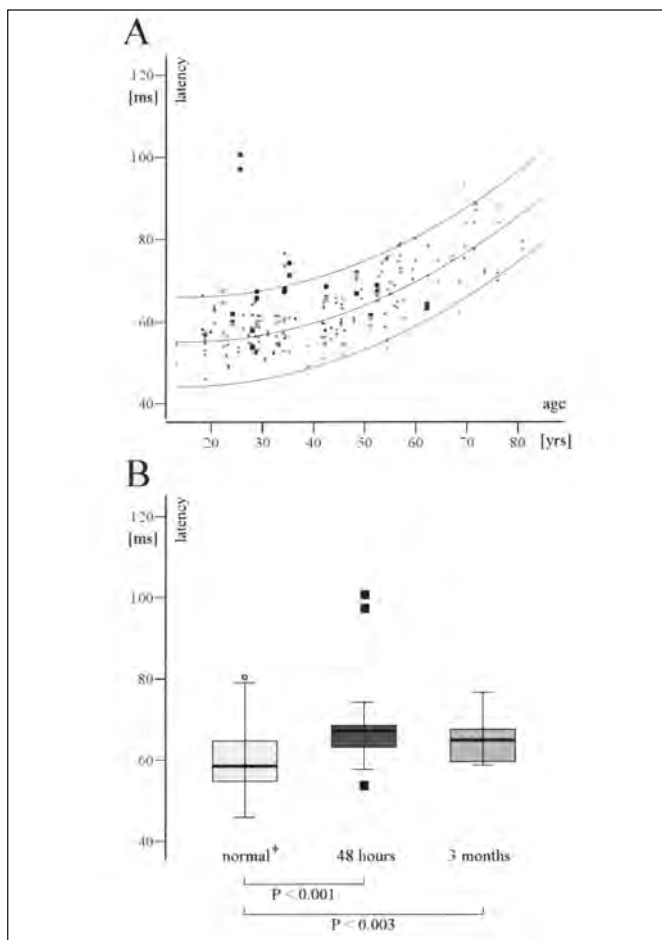 A
latency
120
[ms]
100
80
60
40
age
20 30 40 50 60 70 80 [yrs]
B
latency
120
[ms]
100
80
60
40
normal+ 48 hours 3 months
P < 0.001
P < 0.003